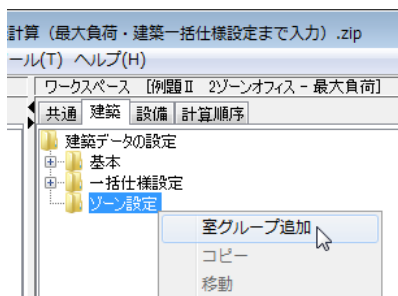 計算（最大負荷・建築一括仕様設定まで入力）.zip
ール(T) ヘルプ(H)
ワークスペース [例題Ⅱ 2ゾーンオフィス - 最大負荷]
共通 建築 設備 計算順序
建築データの設定
基本
一括仕様設定
ゾーン設定
室グループ追加
コピー
移動